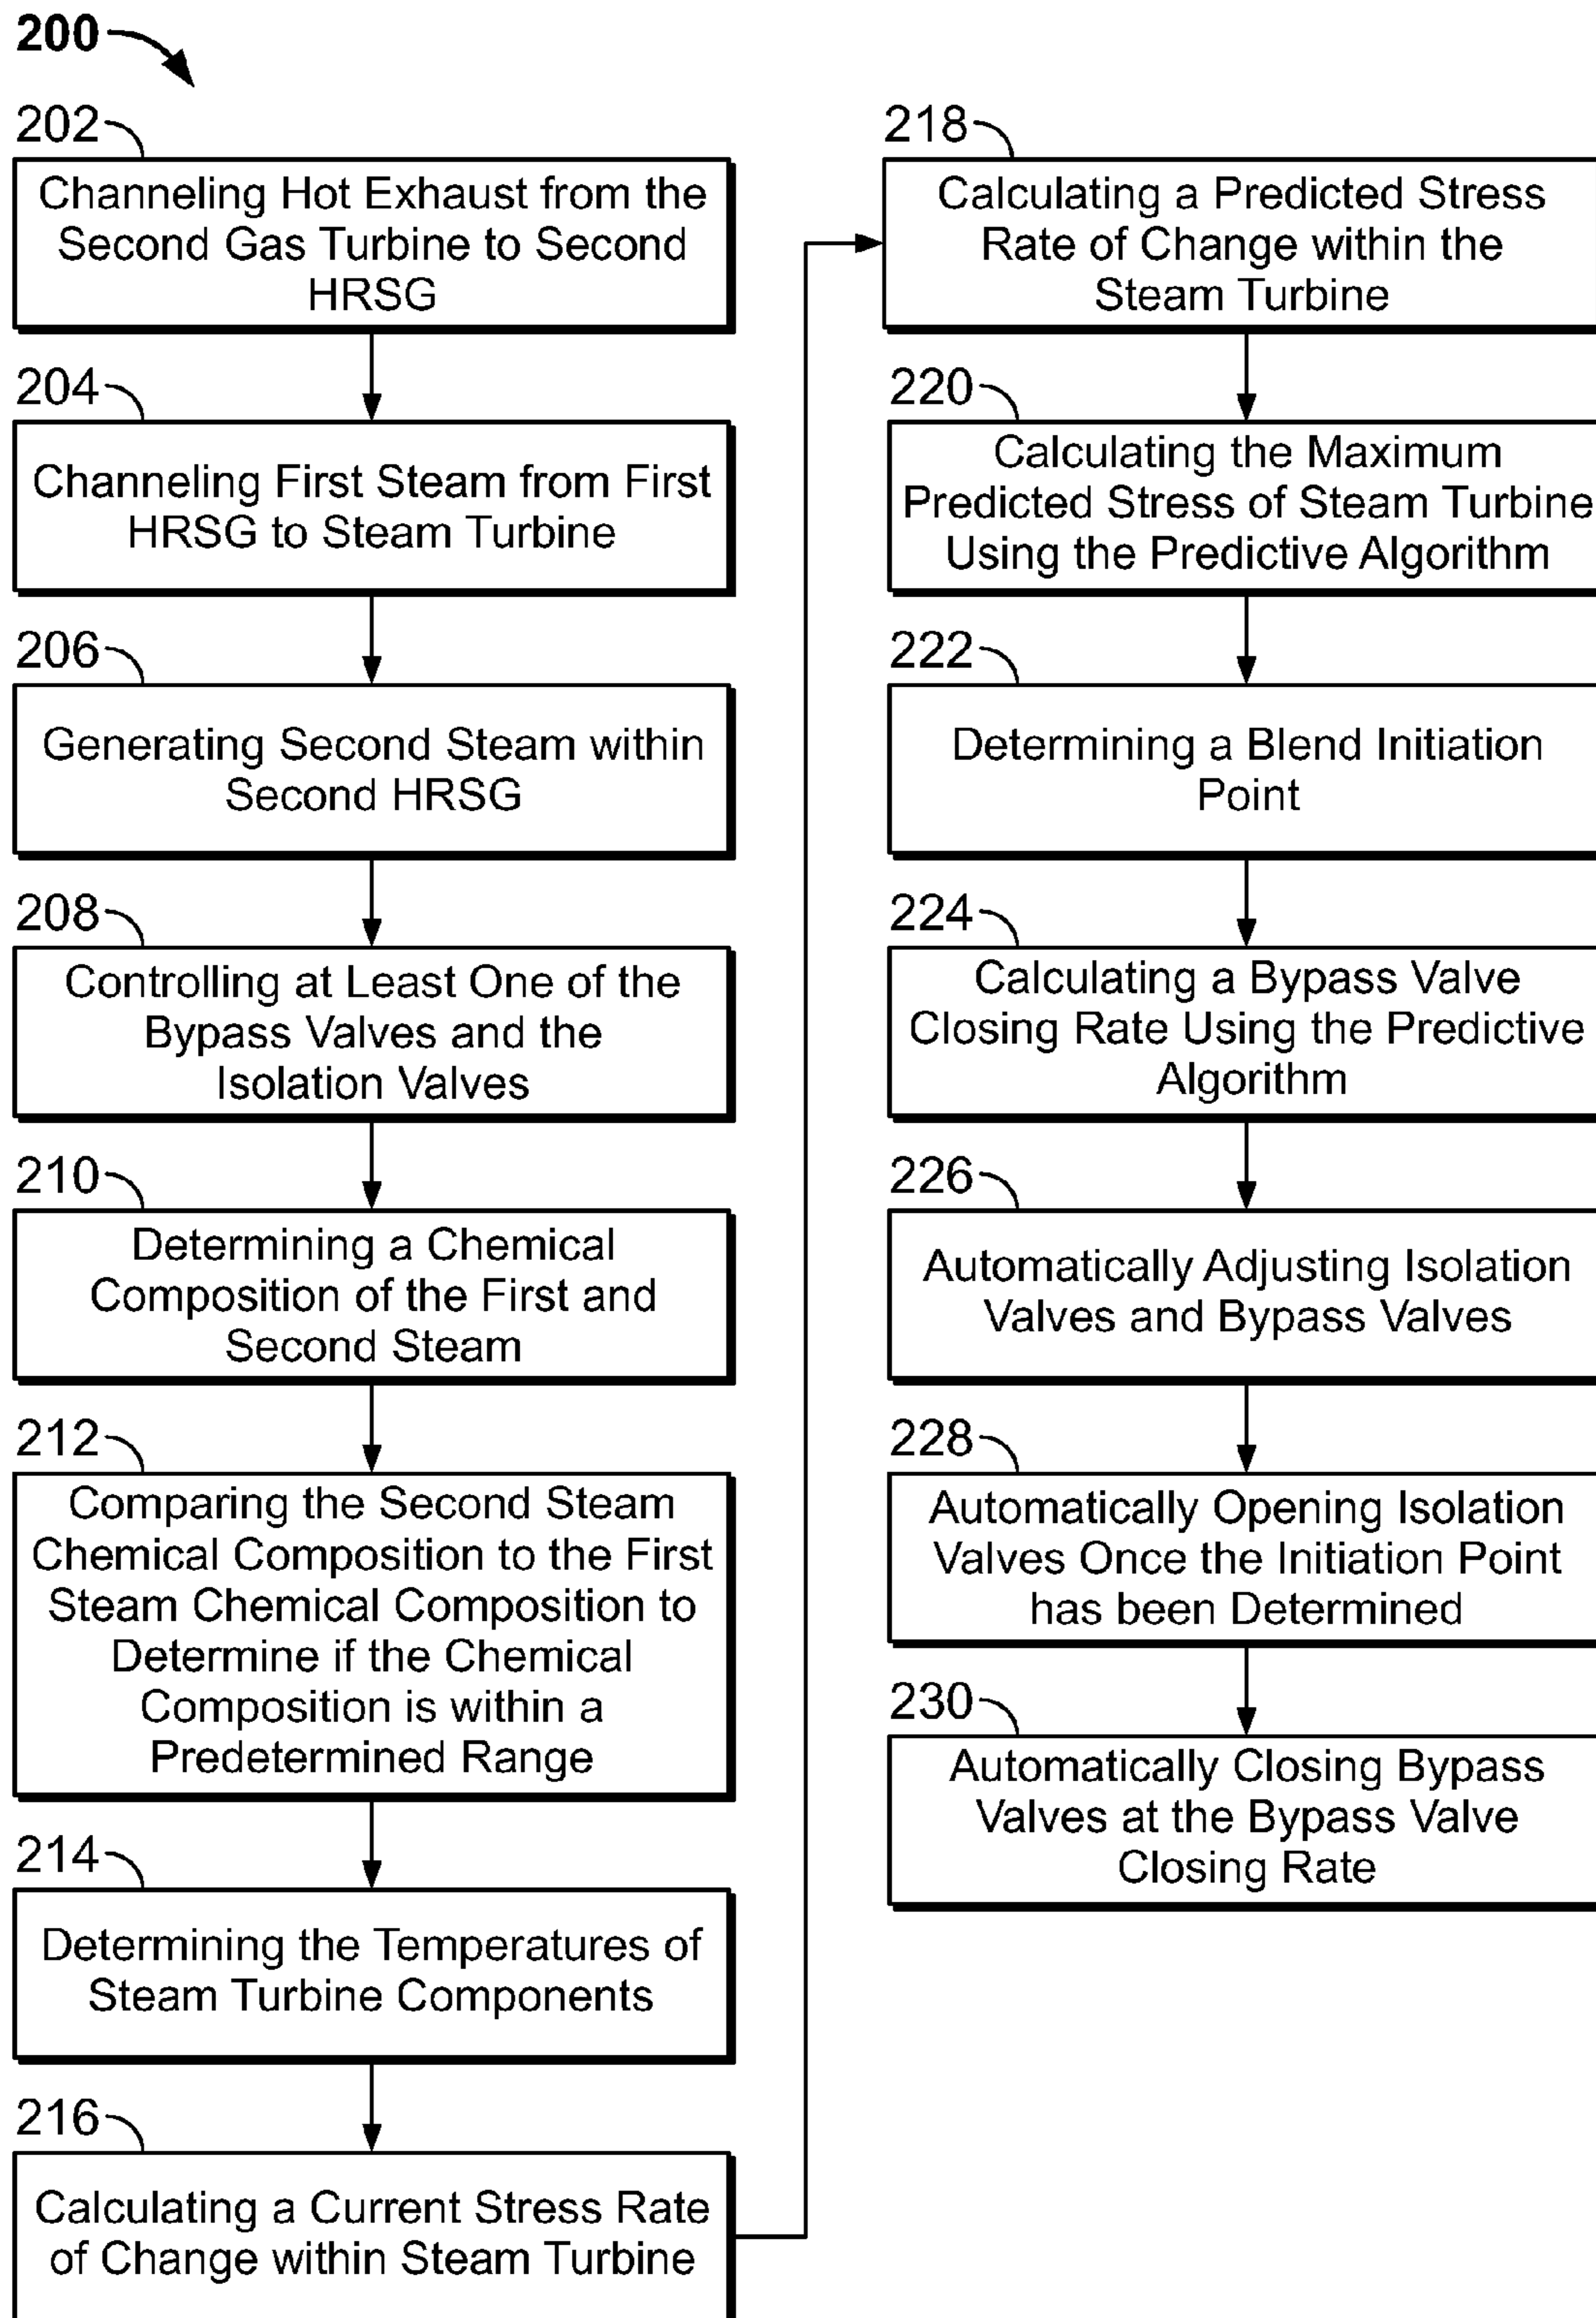 200
202
Channeling Hot Exhaust from the
Second Gas Turbine to Second
HRSG
204
Channeling First Steam from First
HRSG to Steam Turbine
206
Generating Second Steam within
Second HRSG
208
Controlling at Least One of the
Bypass Valves and the
Isolation Valves
210
Determining a Chemical
Composition of the First and
Second Steam
212
Comparing the Second Steam
Chemical Composition to the First
Steam Chemical Composition to
Determine if the Chemical
Composition is within a
Predetermined Range
214
Determining the Temperatures of
Steam Turbine Components
216
Calculating a Current Stress Rate
of Change within Steam Turbine
218
Calculating a Predicted Stress
Rate of Change within the
Steam Turbine
220
Calculating the Maximum
Predicted Stress of Steam Turbine
Using the Predictive Algorithm
222
Determining a Blend Initiation
Point
224
Calculating a Bypass Valve
Closing Rate Using the Predictive
Algorithm
226
Automatically Adjusting Isolation
Valves and Bypass Valves
228
Automatically Opening Isolation
Valves Once the Initiation Point
has been Determined
230
Automatically Closing Bypass
Valves at the Bypass Valve
Closing Rate